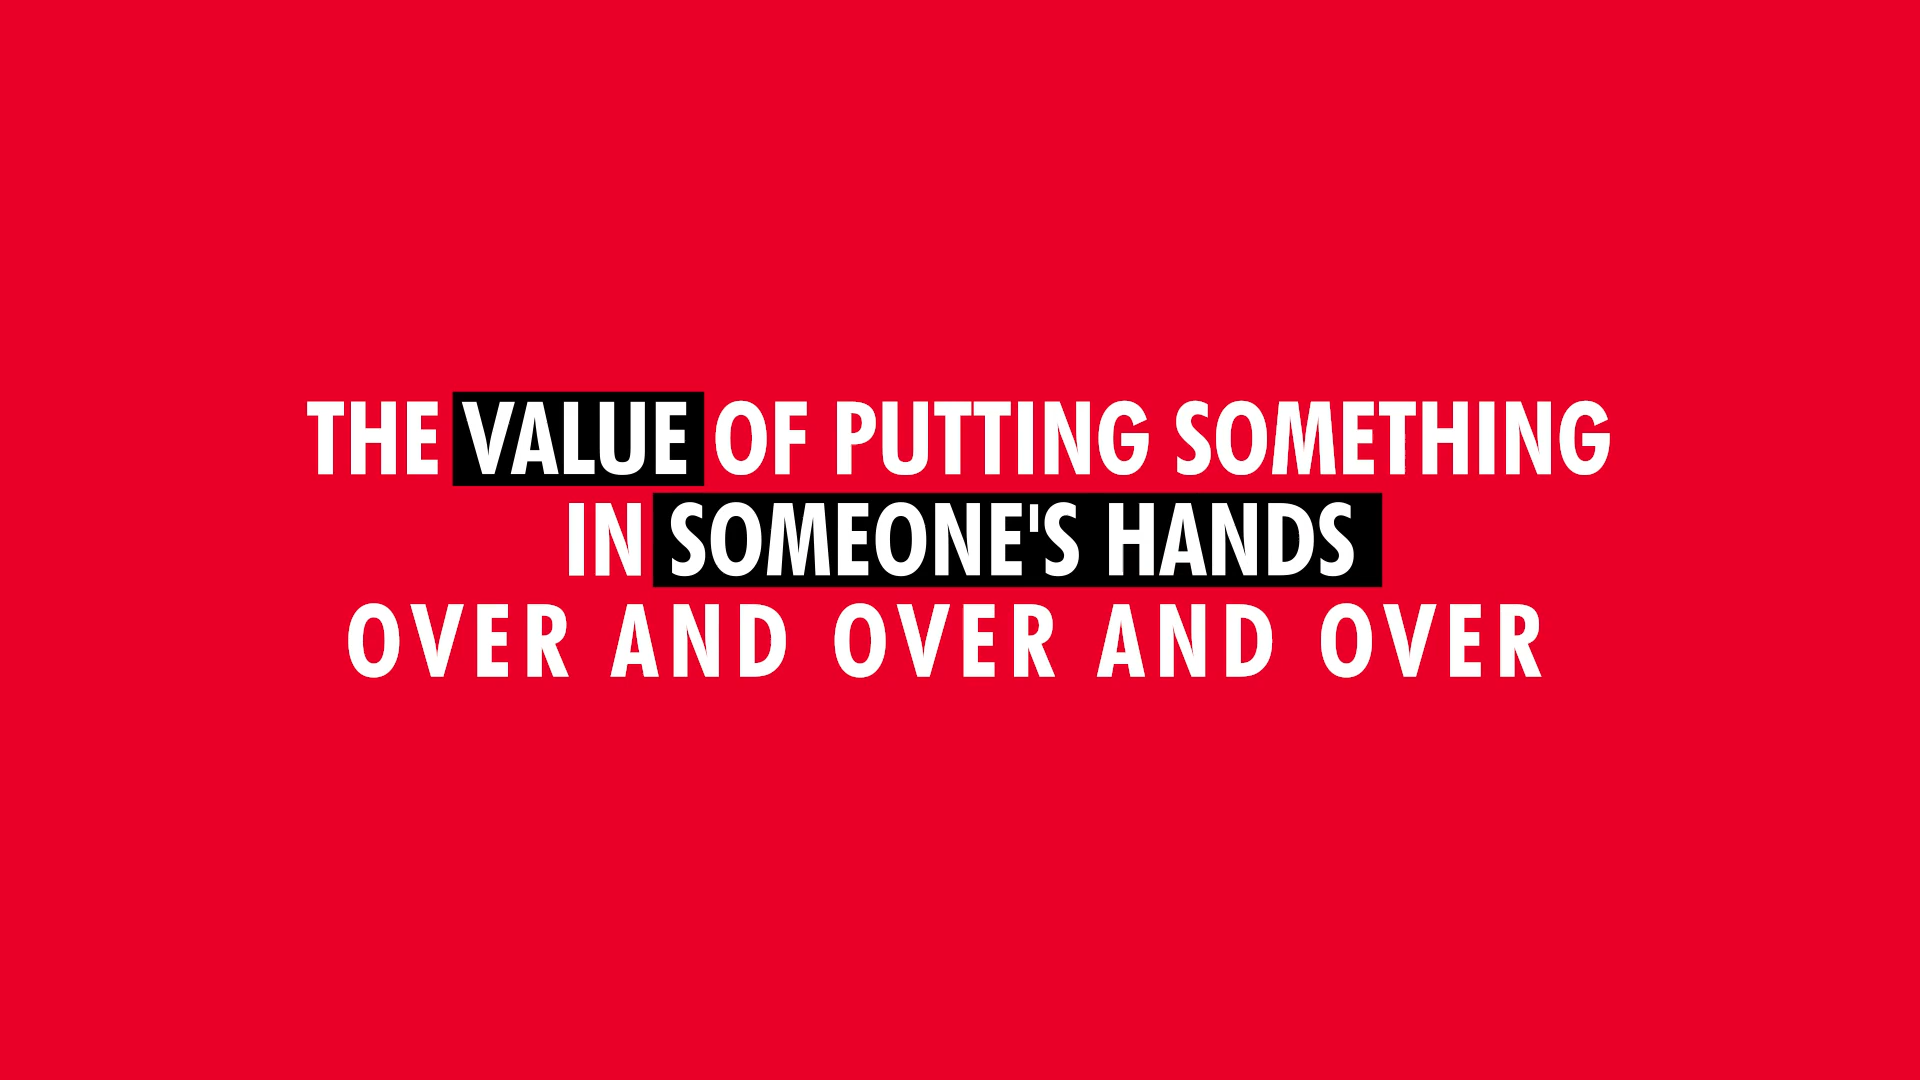 THE VALUE OF PUTTING SOMETHING
IN SOMEONE'S HANDS
OVER AND OVER AND OVER